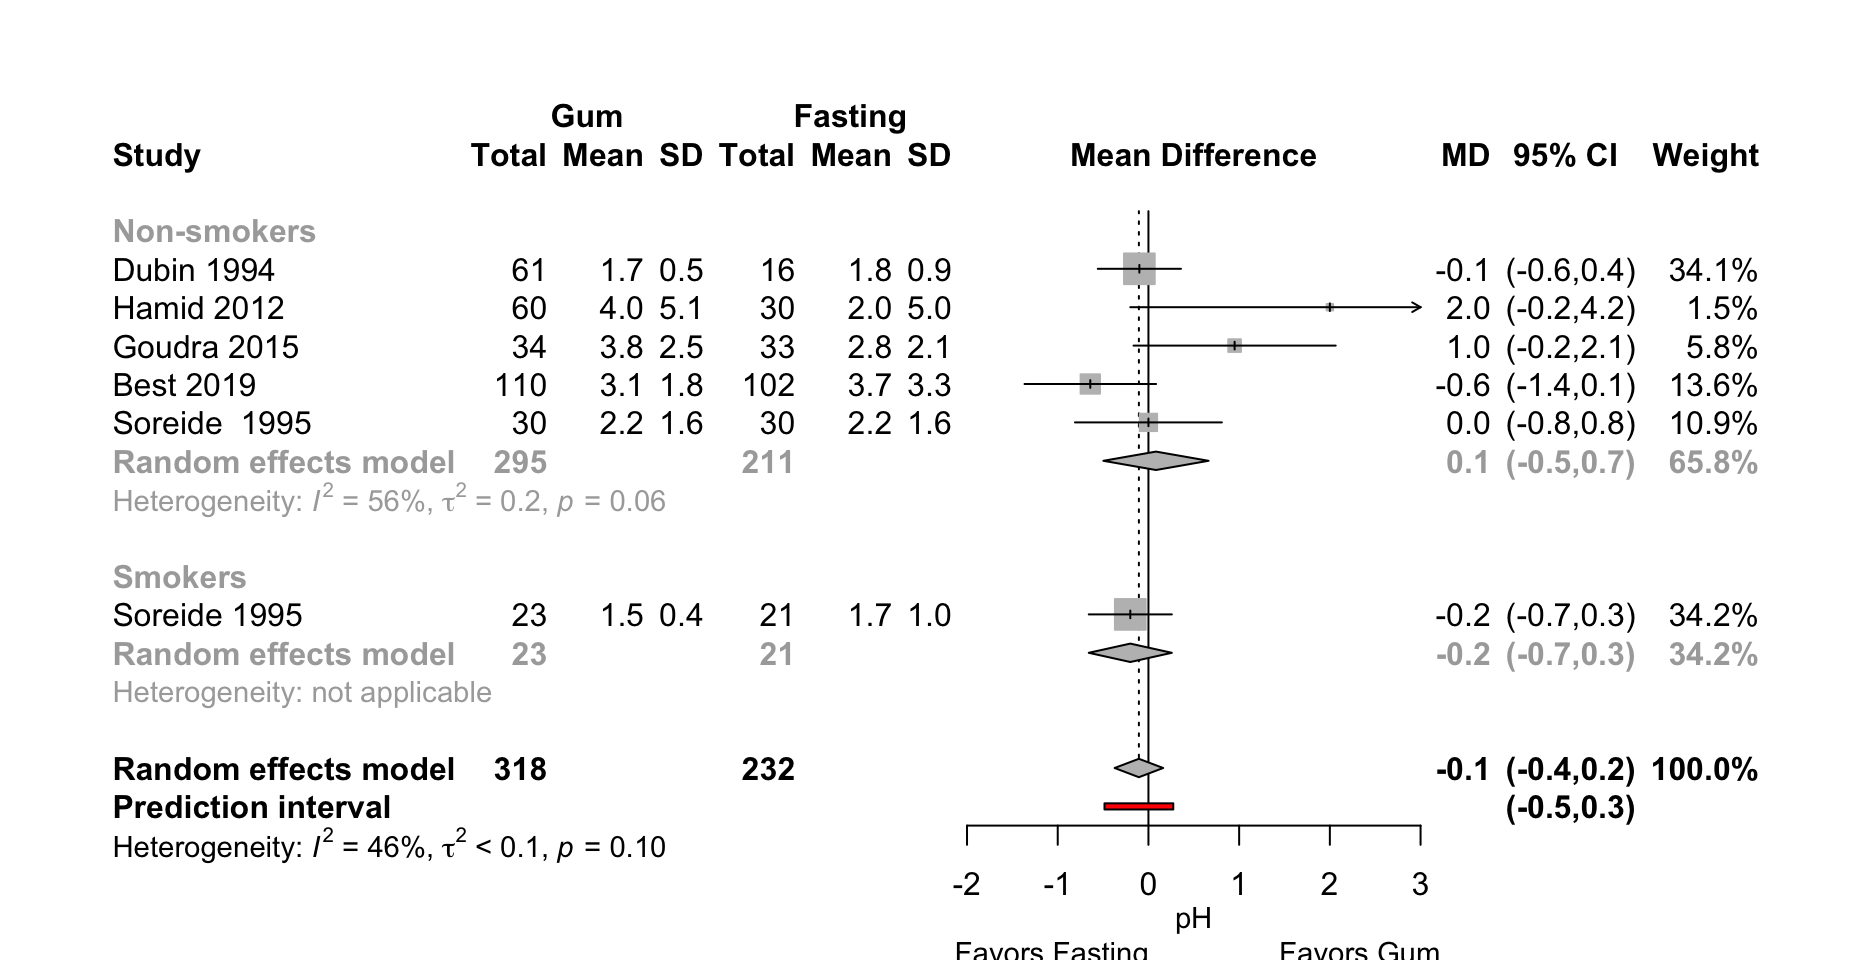 Gum Fasting
Study Total Mean SD Total Mean SD Mean Difference MD 95% CI Weight
Non-smokers
Dubin 1994 61 1.7 0.5 16 1.8 0.9 -0.1 (-0.6,0.4) 34.1%
Hamid 2012 60 4.0 5.1 30 2.0 5.0 2.0 (-0.2,4.2) 1.5%
Goudra 2015 34 3.8 2.5 33 2.8 2.1 1.0 (-0.2,2.1) 5.8%
Best 2019 110 3.1 1.8 102 3.7 3.3 -0.6 (-1.4,0.1) 13.6%
Soreide  1995 30 2.2 1.6 30 2.2 1.6 0.0 (-0.8,0.8) 10.9%
Random effects model 295 211 0.1 (-0.5,0.7) 65.8%
Heterogeneity: I² = 56%, τ² = 0.2, p = 0.06
Smokers
Soreide 1995 23 1.5 0.4 21 1.7 1.0 -0.2 (-0.7,0.3) 34.2%
Random effects model 23 21 -0.2 (-0.7,0.3) 34.2%
Heterogeneity: not applicable
Random effects model 318 232 -0.1 (-0.4,0.2) 100.0%
Prediction interval (-0.5,0.3)
Heterogeneity: I² = 46%, τ² < 0.1, p = 0.10
-2 -1 0 1 2 3
pH
Favors Fasting Favors Gum